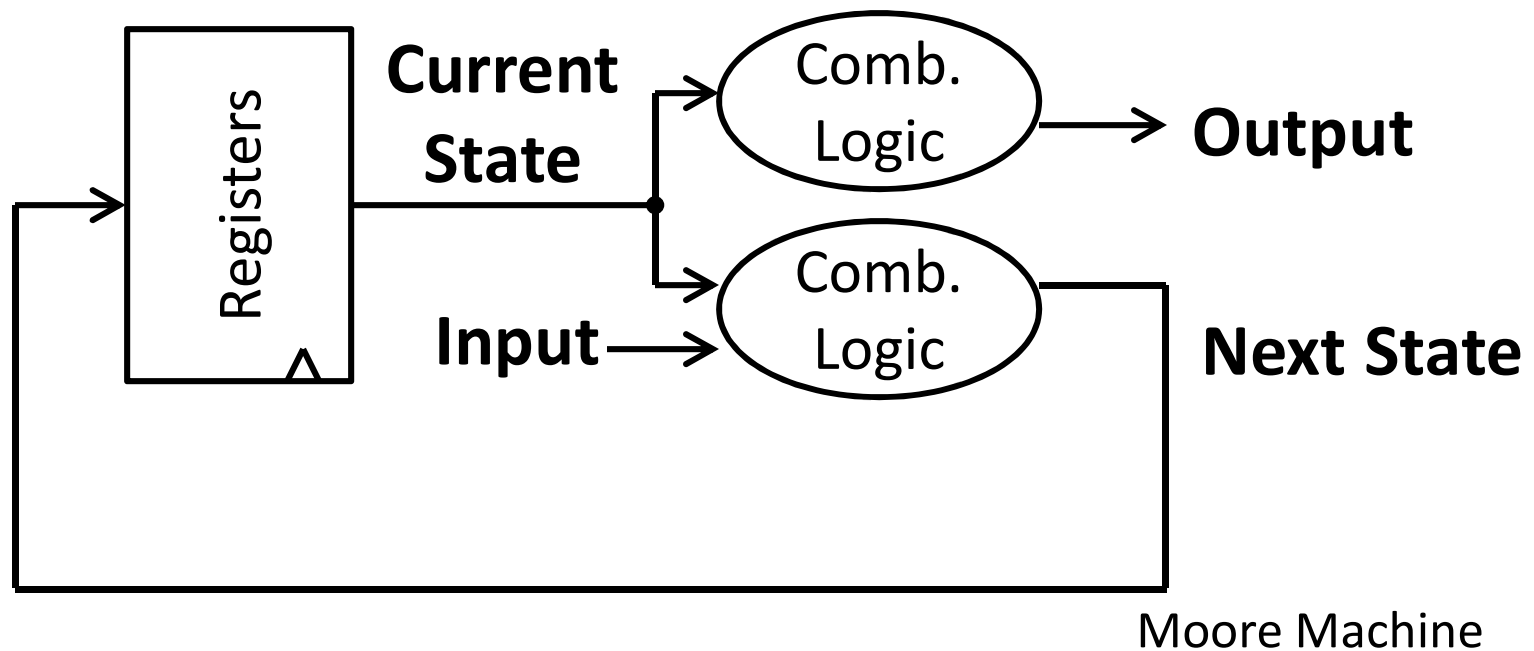 Registers
Current
State
Comb.
Logic
Output
Input
Comb.
Logic
Next State
Moore Machine